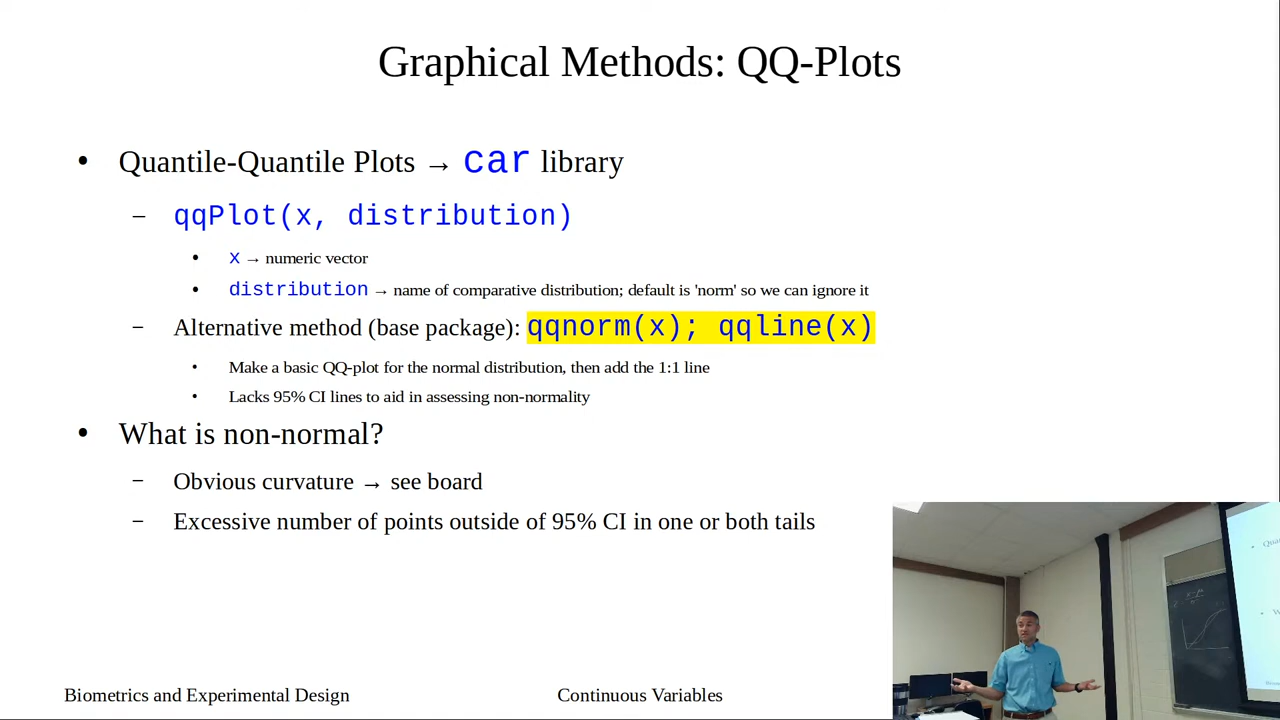 Graphical Methods: QQ-Plots
• Quantile-Quantile Plots → car library
– qqPlot(x, distribution)
• x → numeric vector
• distribution → name of comparative distribution; default is 'norm' so we can ignore it
– Alternative method (base package): qqnorm(x); qqline(x)
• Make a basic QQ-plot for the normal distribution, then add the 1:1 line
• Lacks 95% CI lines to aid in assessing non-normality
• What is non-normal?
– Obvious curvature → see board
– Excessive number of points outside of 95% CI in one or both tails
Biometrics and Experimental Design
Continuous Variables